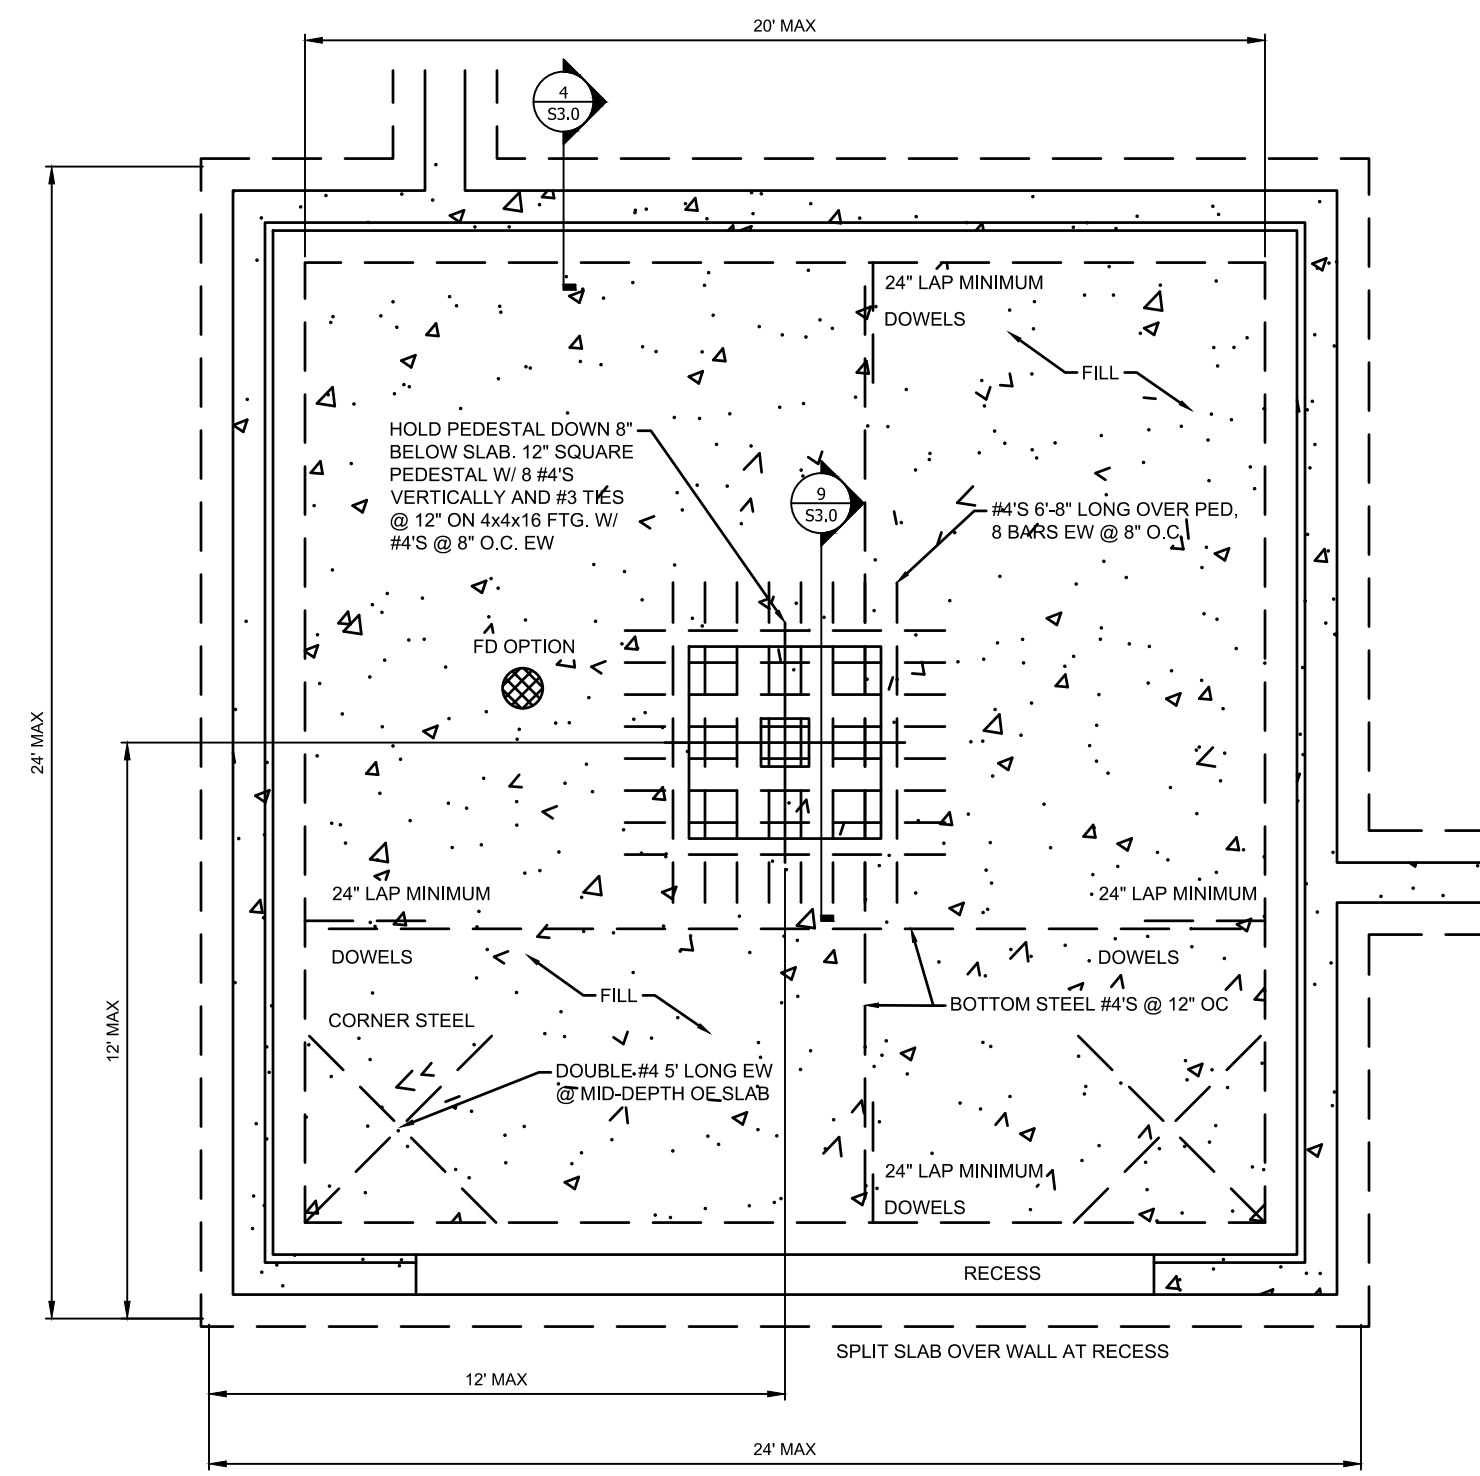 20' MAX
4
S3.0
24" LAP MINIMUM
DOWELS
FILL
HOLD PEDESTAL DOWN 8"
BELOW SLAB. 12" SQUARE
PEDESTAL W/ 8 #4'S
VERTICALLY AND #3 TIES
@ 12" ON 4x4x16 FTG. W/
#4'S @ 8" O.C. EW
9
S3.0
#4'S 6'-8" LONG OVER PED,
8 BARS EW @ 8" O.C.
FD OPTION
24' MAX
24" LAP MINIMUM
DOWELS
24" LAP MINIMUM
DOWELS
FILL
BOTTOM STEEL #4'S @ 12" OC
CORNER STEEL
12' MAX
DOUBLE #4 5' LONG EW
@ MID-DEPTH OF SLAB
24" LAP MINIMUM
DOWELS
RECESS
SPLIT SLAB OVER WALL AT RECESS
12' MAX
24' MAX